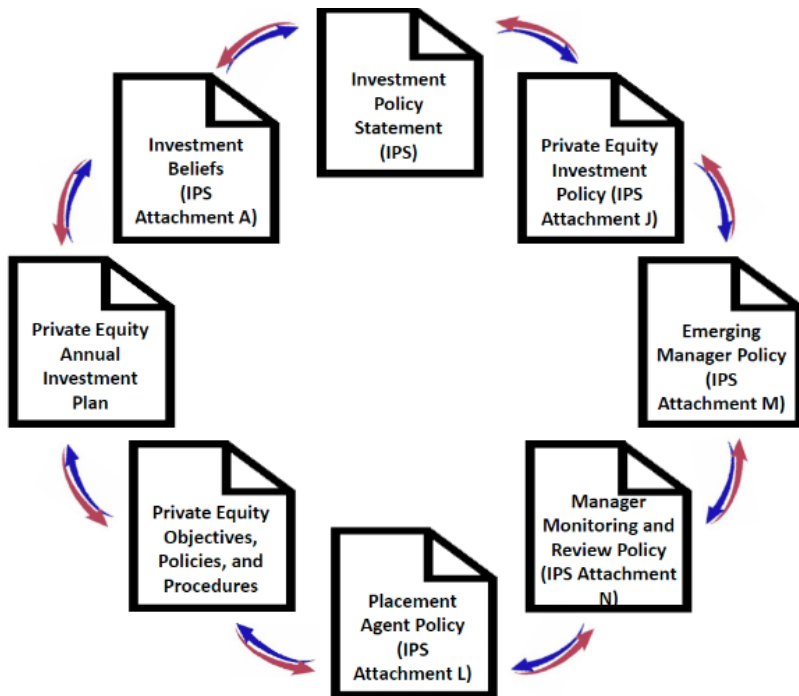 Investment
Policy
Statement
(IPS)
Private Equity
Investment
Policy (IPS
Attachment J)
Emerging
Manager Policy
(IPS
Attachment M)
Manager
Monitoring and
Review Policy
(IPS Attachment
N)
Placement
Agent Policy
(IPS
Attachment L)
Private Equity
Objectives,
Policies, and
Procedures
Private Equity
Annual
Investment
Plan
Investment
Beliefs
(IPS
Attachment A)